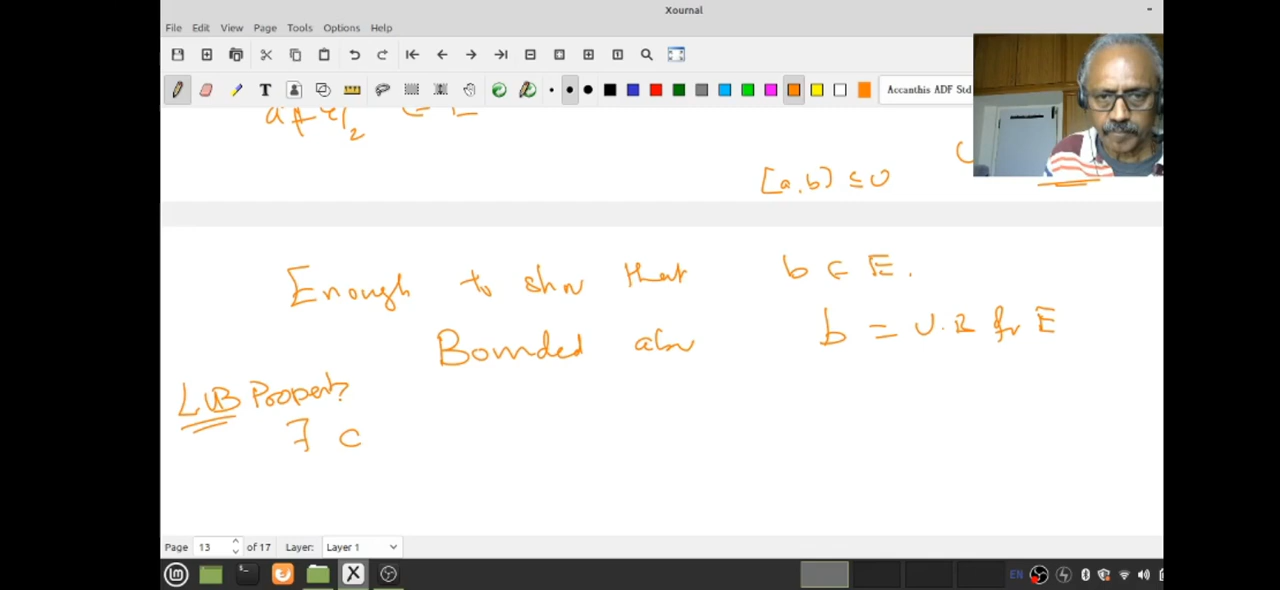 Xournal
File Edit View Page Tools Options Help
Accanthis ADF Std
[a, b) ⊆ U
Enough to show that b ∈ E.
Bounded abv b = U.B for E
LUB Property
∃ c
Page 13 of 17 Layer: Layer 1
EN